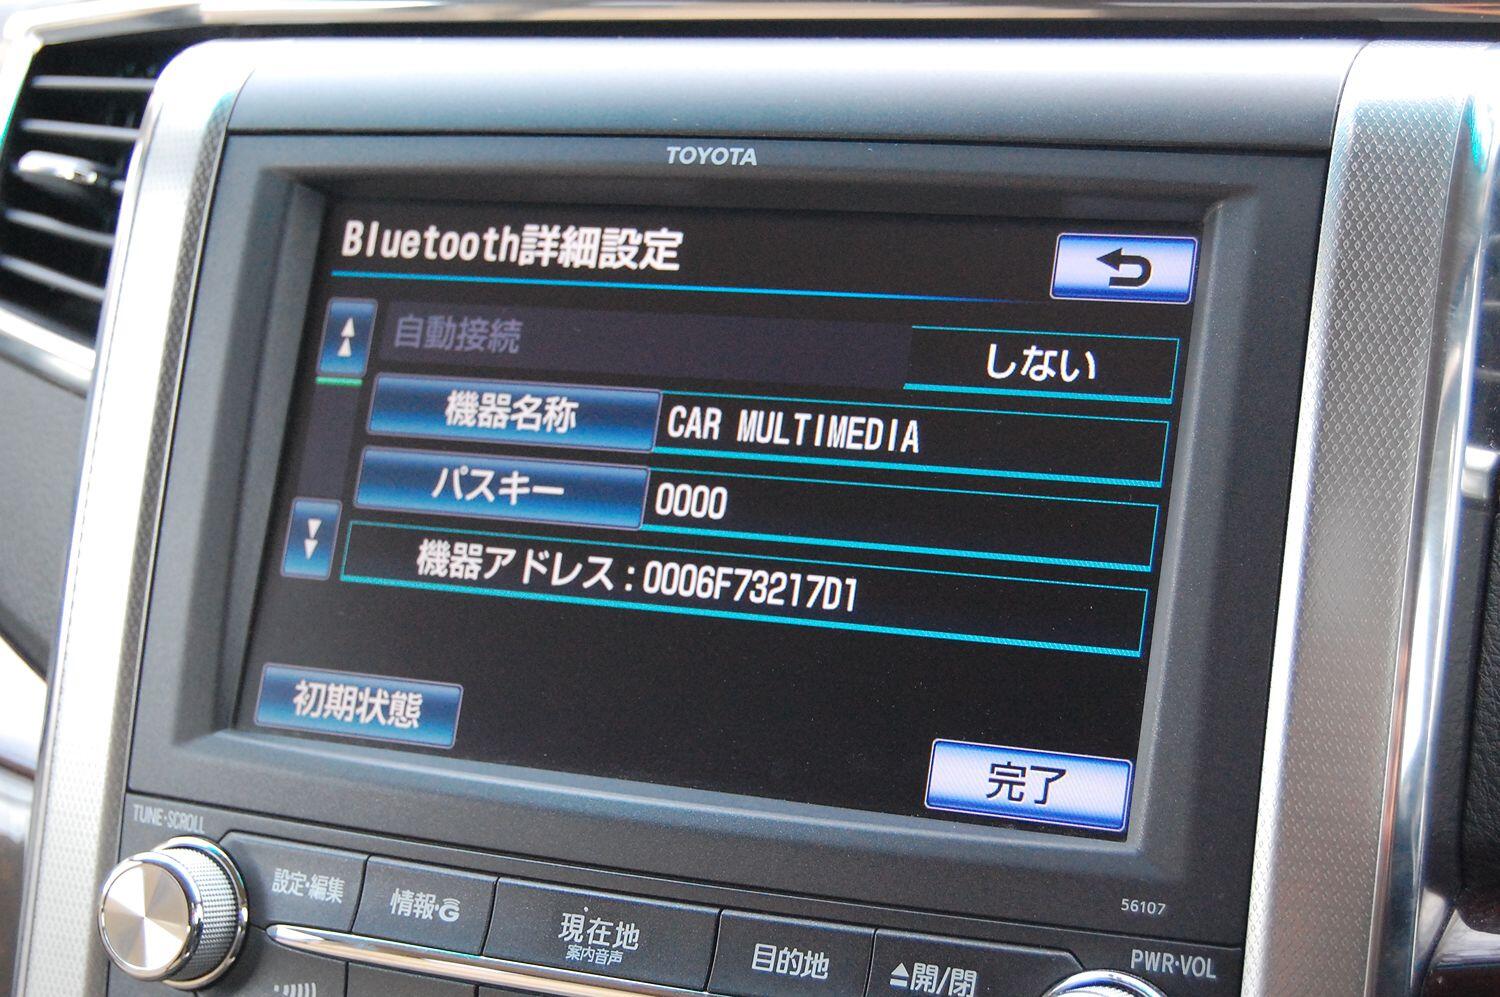 TOYOTA
Bluetooth詳細設定
自動接続 しない
機器名称 CAR MULTIMEDIA
パスキー 0000
機器アドレス:0006F73217D1
初期状態
完了
TUNE・SCROLL
設定・編集
情報・G
現在地
案内音声
目的地
▲開/閉
56107
PWR・VOL